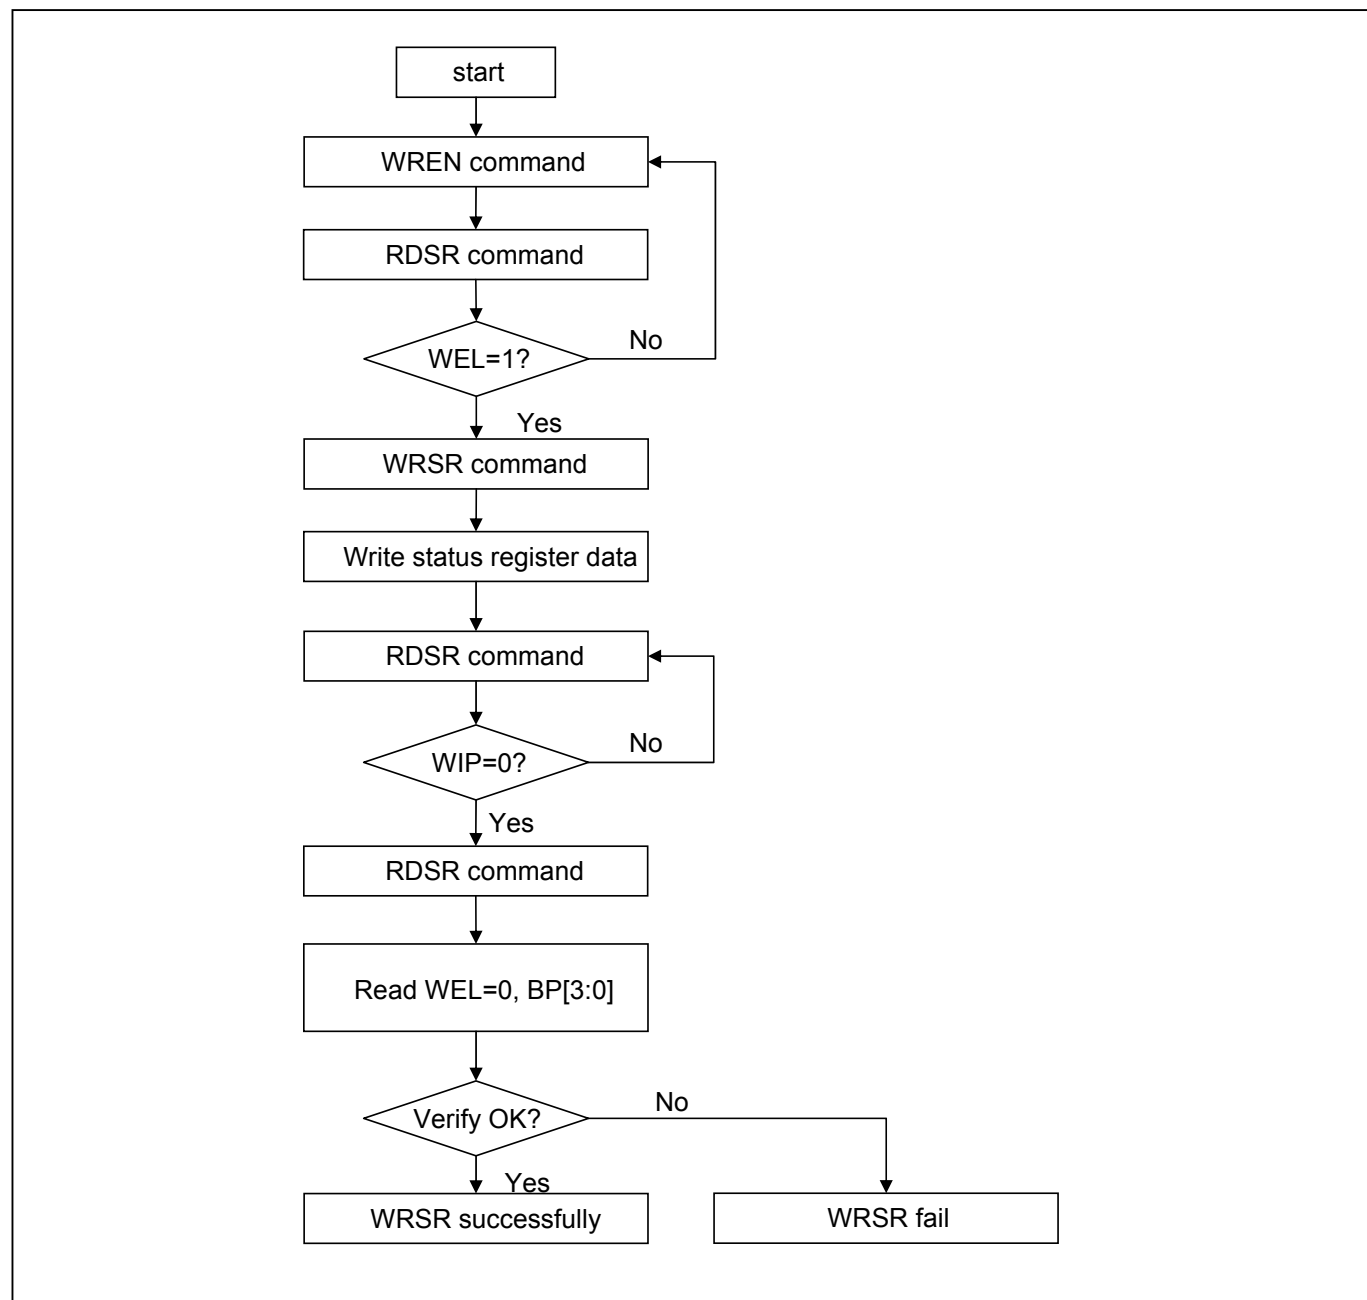 start
WREN command
RDSR command
WEL=1?
No
Yes
WRSR command
Write status register data
RDSR command
WIP=0?
No
Yes
RDSR command
Read WEL=0, BP[3:0]
Verify OK?
No
Yes
WRSR successfully
WRSR fail